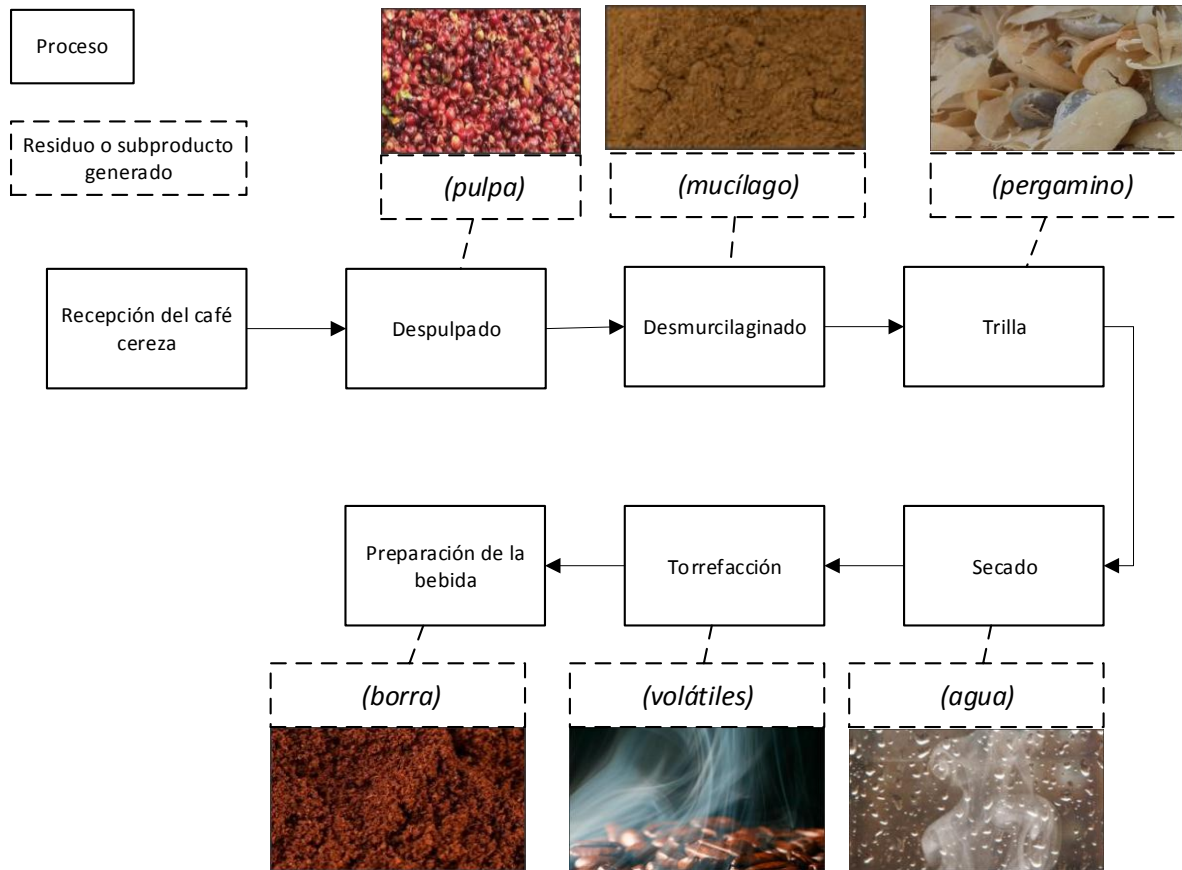 Proceso
Residuo o subproducto
generado
(pulpa)
(mucílago)
(pergamino)
Recepción del café
cereza
Despulpado
Desmurcilaginado
Trilla
Preparación de la
bebida
Torrefacción
Secado
(borra)
(volátiles)
(agua)